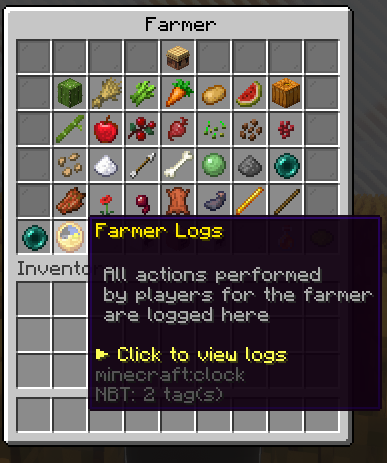 Farmer
Farmer Logs
Invento
All actions performed
by players for the farmer
are logged here
► Click to view logs
minecraft:clock
NBT: 2 tag(s)